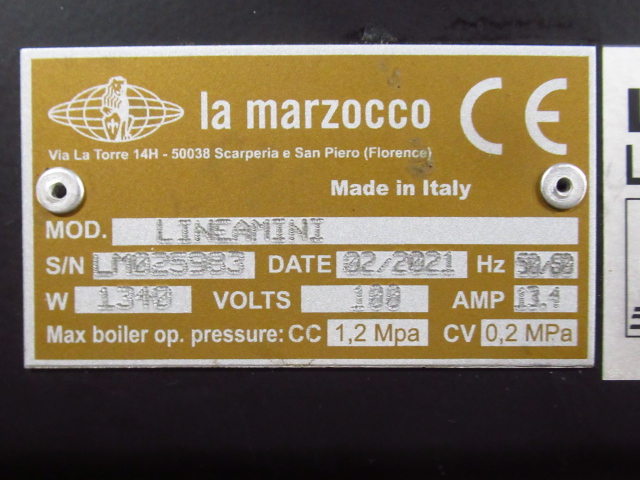 la marzocco CE
Via La Torre 14H - 50038 Scarperia e San Piero (Florence)
Made in Italy
MOD. LINEAMINI
S/N LM025983 DATE 02/2021 Hz 50/60
W 1340 VOLTS 100 AMP 13.4
Max boiler op. pressure: CC 1,2 Mpa CV 0,2 MPa